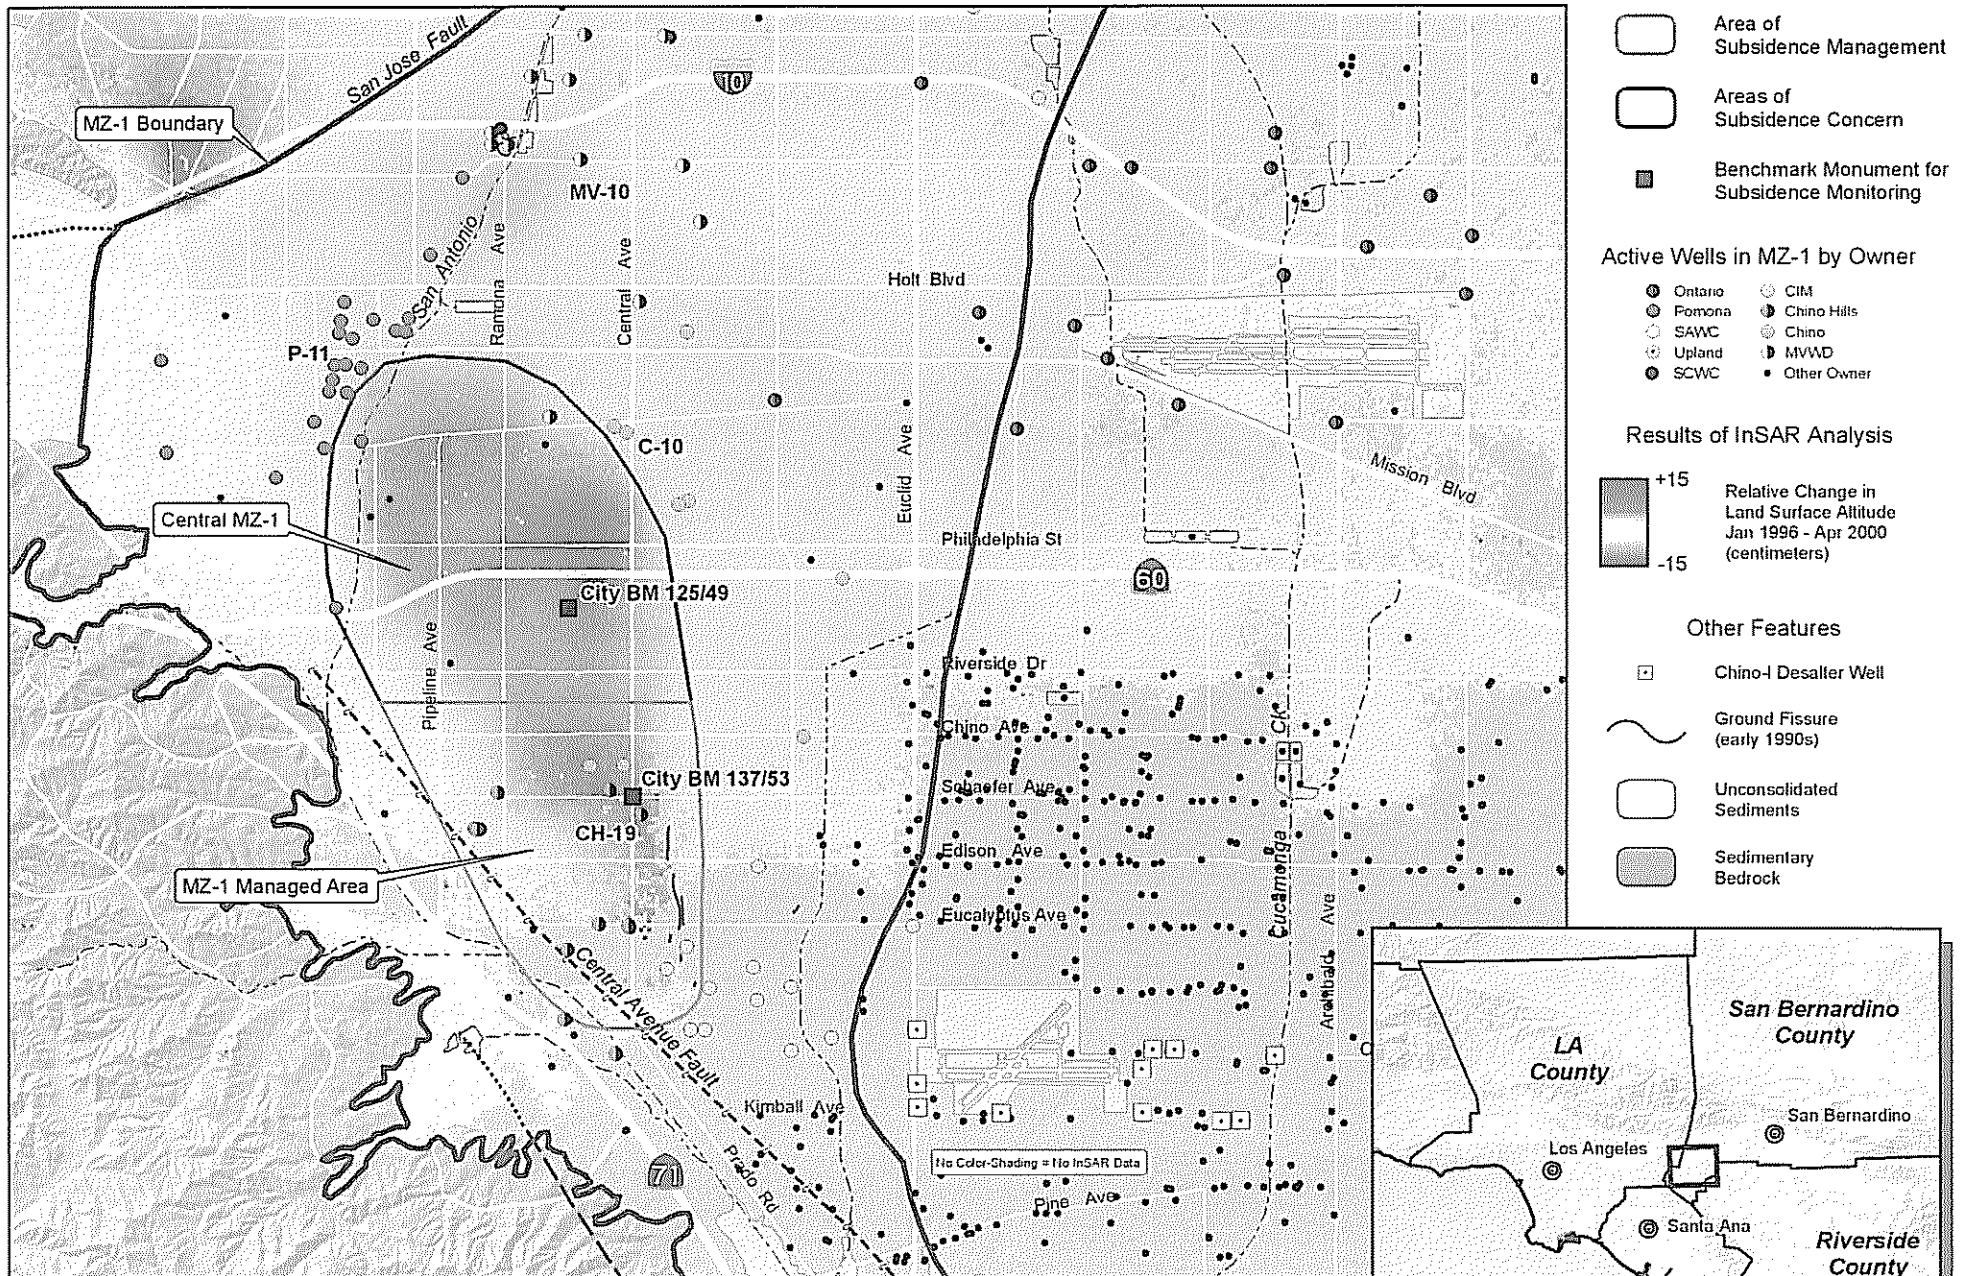 San Jose Fault
10
MZ-1 Boundary
MV-10
San Antonio
Ramona Ave
Central Ave
Holt Blvd
P-11
C-10
Euclid Ave
Mission Blvd
Central MZ-1
Philadelphia St
60
City BM 125/49
Pipeline Ave
Riverside Dr
Chino Ave
Ck
City BM 137/53
Schaefer Ave
CH-19
Edison Ave
Cucamonga
MZ-1 Managed Area
Eucalyptus Ave
Archibald Ave
Central Avenue Fault
Kimball Ave
Prado Rd
71
No Color-Shading = No InSAR Data
Pine Ave
Area of
Subsidence Management
Areas of
Subsidence Concern
Benchmark Monument for
Subsidence Monitoring
Active Wells in MZ-1 by Owner
Ontario
Pomona
SAWC
Upland
SCWC
CIM
Chino Hills
Chino
MVWD
Other Owner
Results of InSAR Analysis
+15
-15
Relative Change in
Land Surface Altitude
Jan 1996 - Apr 2000
(centimeters)
Other Features
Chino-I Desalter Well
Ground Fissure
(early 1990s)
Unconsolidated
Sediments
Sedimentary
Bedrock
San Bernardino
County
LA
County
San Bernardino
Los Angeles
Santa Ana
Riverside
County